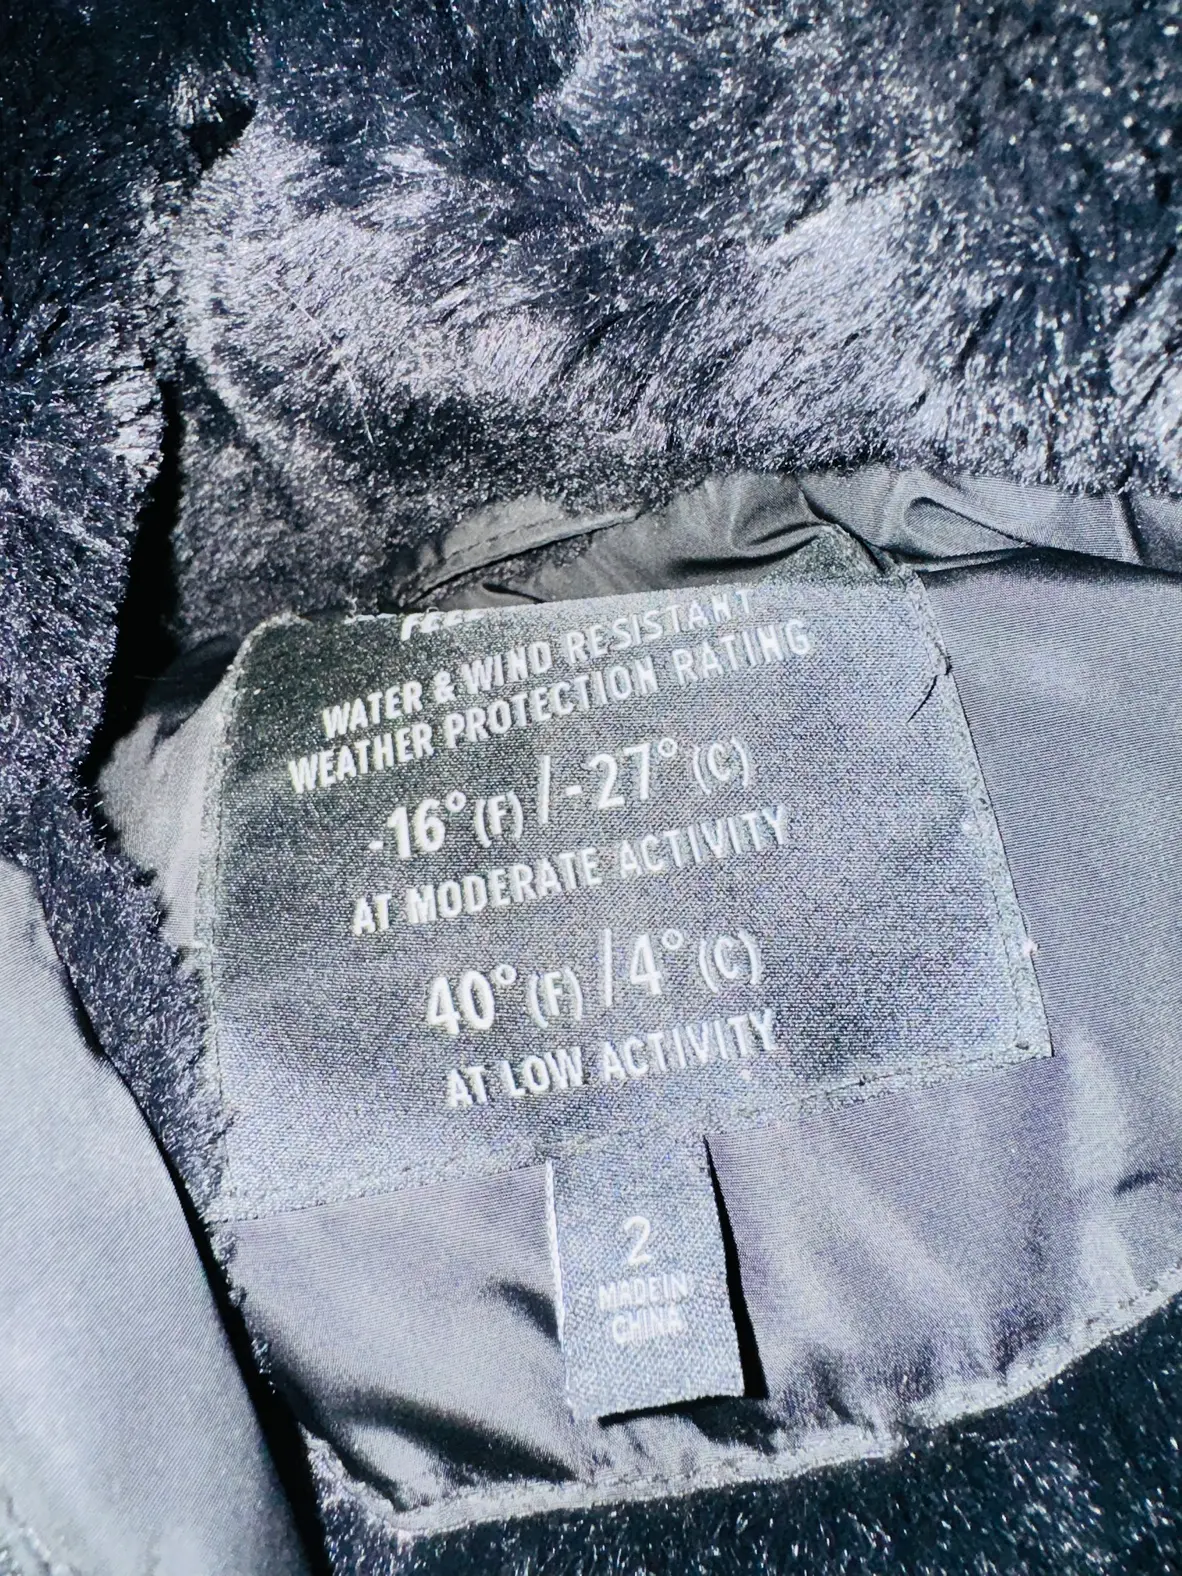 WATER & WIND RESISTANT
WEATHER PROTECTION RATING
-16° (F) / -27° (C)
AT MODERATE ACTIVITY
40° (F) / 4° (C)
AT LOW ACTIVITY
2
MADE IN
CHINA